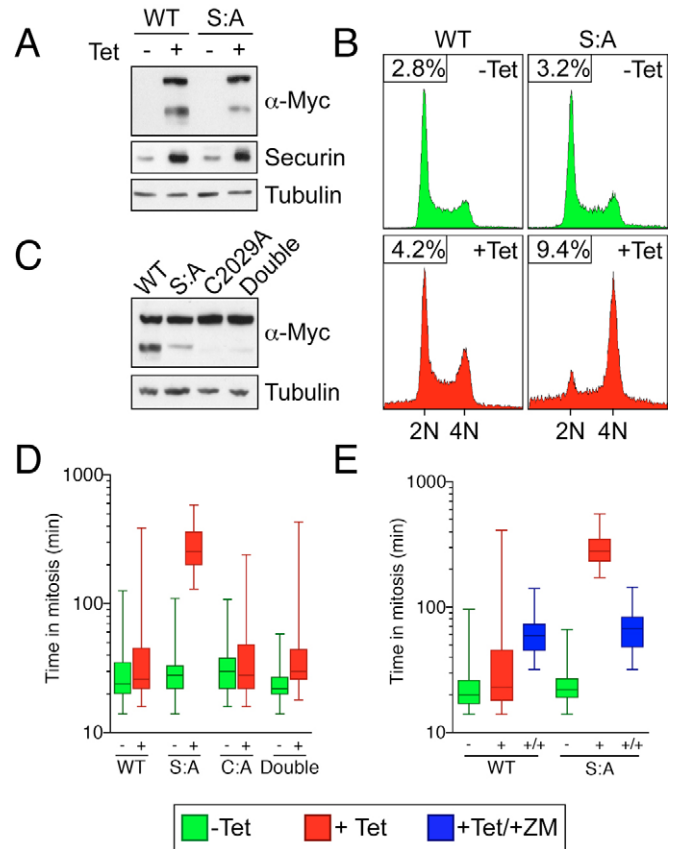 A
WT S:A
Tet - + - +
α-Myc
Securin
Tubulin
B
WT S:A
2.8% -Tet 3.2% -Tet
4.2% +Tet 9.4% +Tet
2N 4N 2N 4N
C
WT S:A C2029A Double
α-Myc
Tubulin
D
Time in mitosis (min)
1000
100
10
- + - + - + - +
WT S:A C:A Double
E
Time in mitosis (min)
1000
100
10
- + +/+ - + +/+
WT S:A
-Tet + Tet +Tet/+ZM